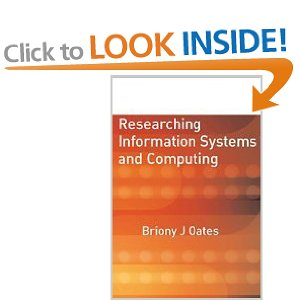 Click to LOOK INSIDE!
Researching
Information Systems
and Computing
Briony J Oates